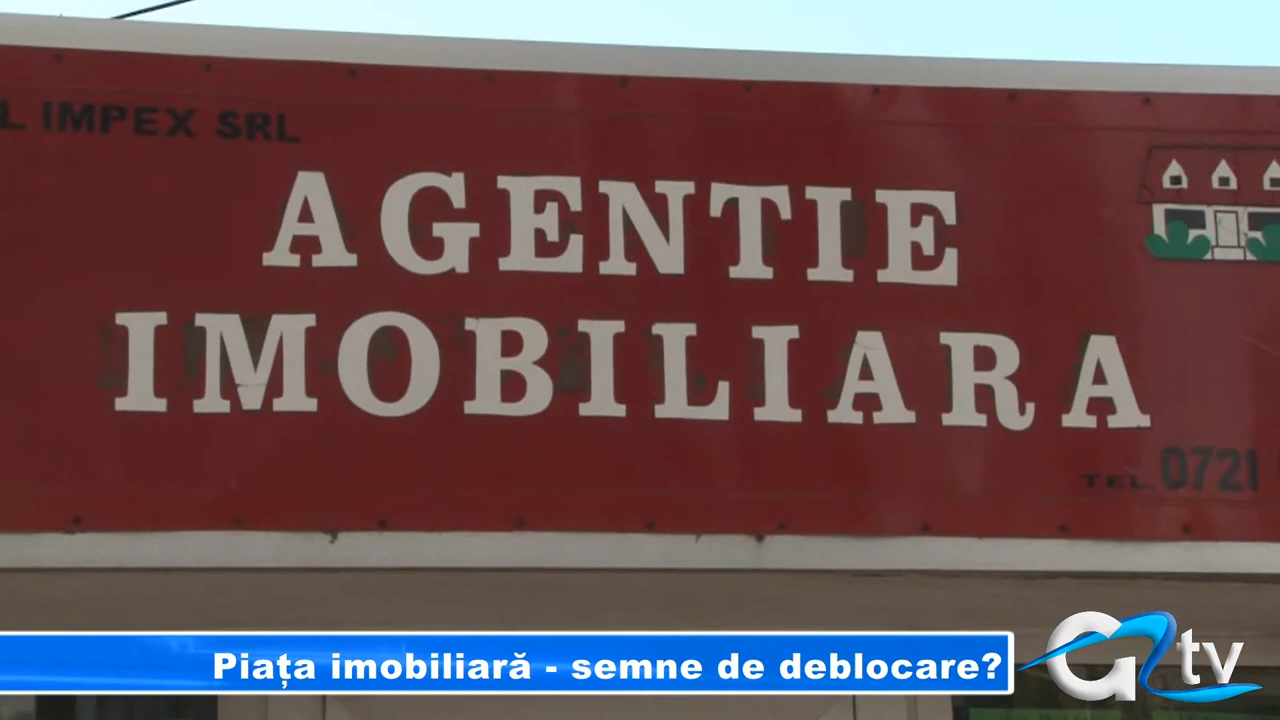 L IMPEX SRL
AGENTIE
IMOBILIARA
TEL. 0721
Piața imobiliară - semne de deblocare?
tv